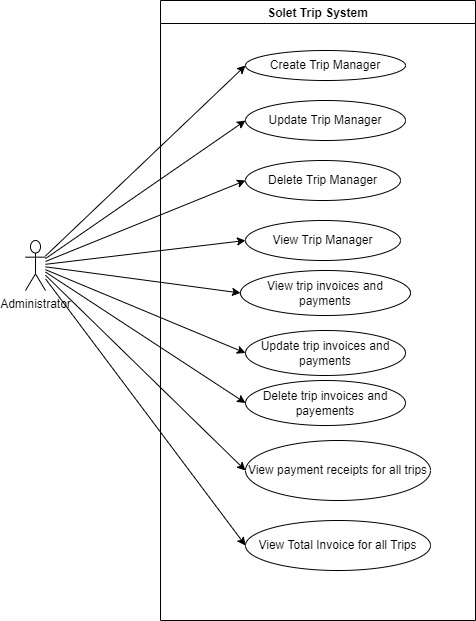 Solet Trip System
Create Trip Manager
Update Trip Manager
Delete Trip Manager
View Trip Manager
Administrator
View trip invoices and
payments
Update trip invoices and
payments
Delete trip invoices and
payements
View payment receipts for all trips
View Total Invoice for all Trips